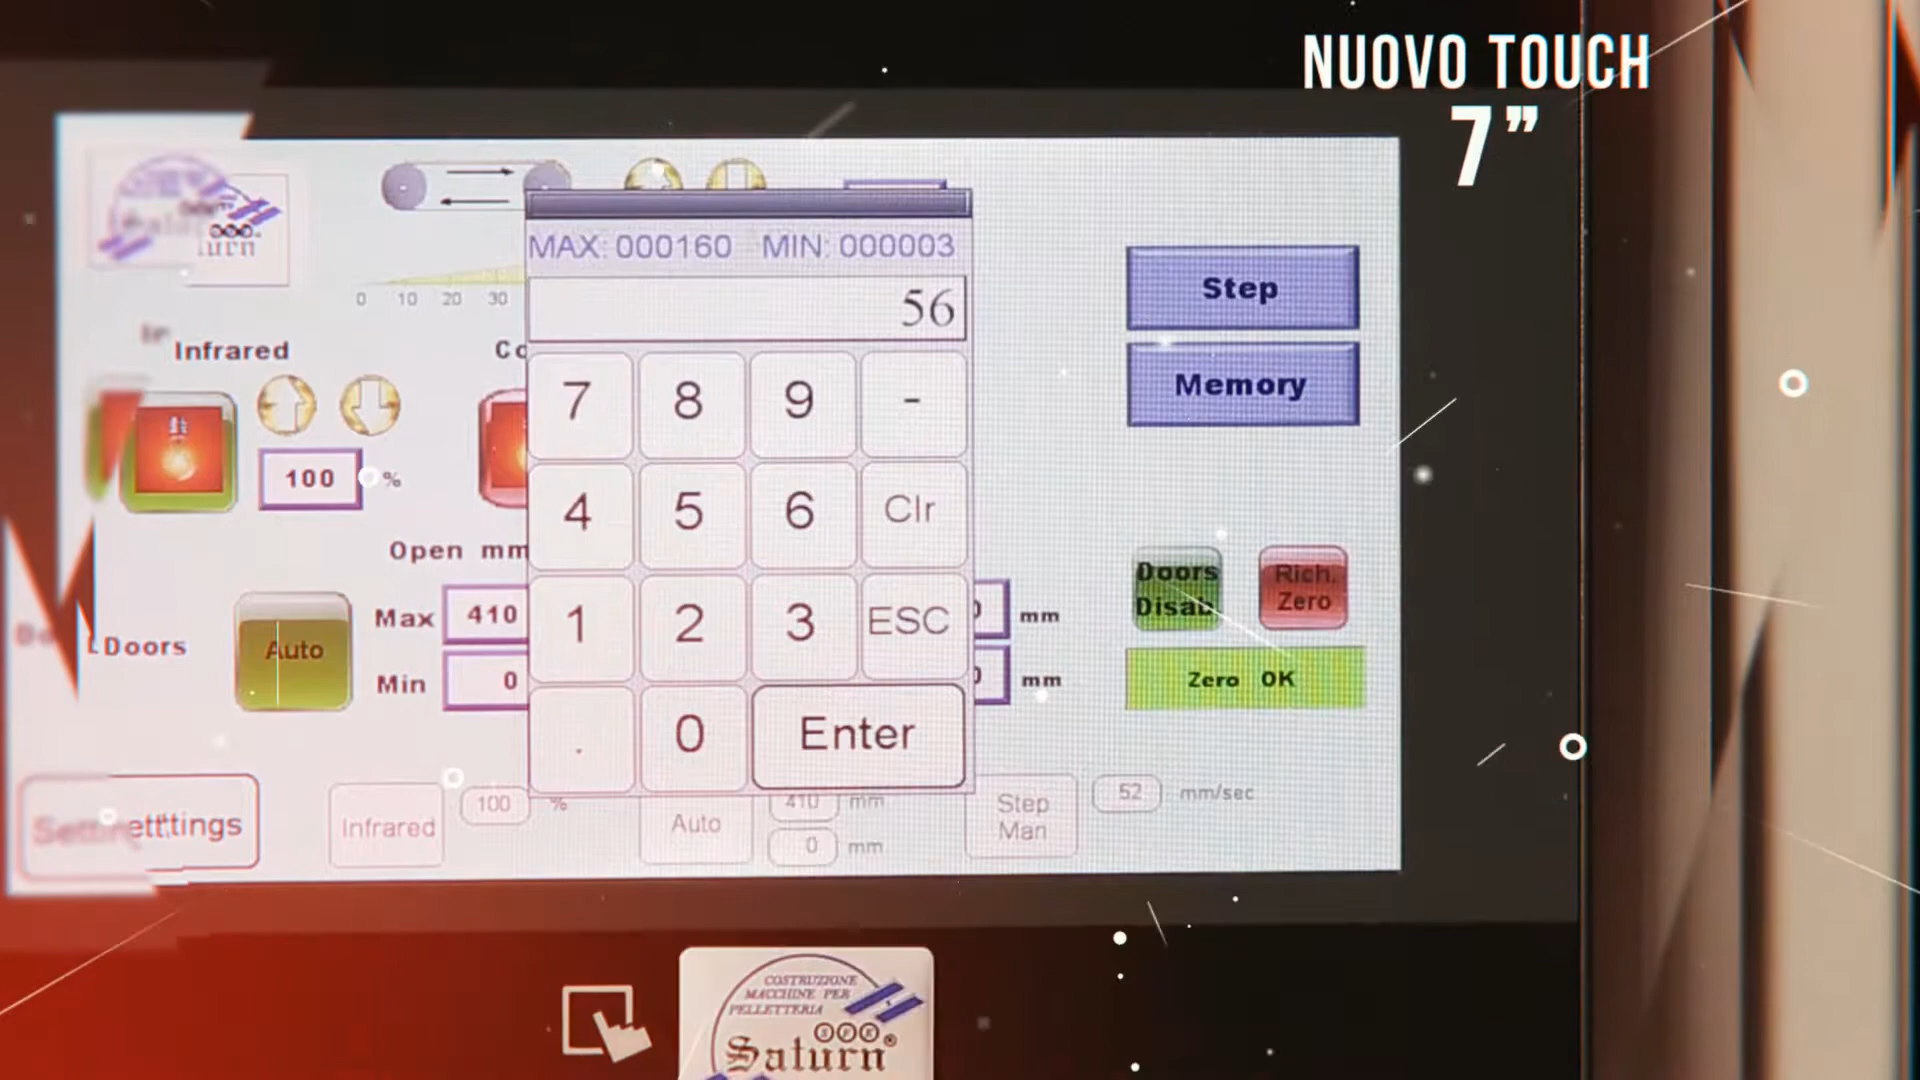 NUOVO TOUCH
7”
MAX: 000160 MIN: 000003
56
0 10 20 30
Infrared
7 8 9 -
4 5 6 Clr
1 2 3 ESC
. 0 Enter
100 %
Open mm
Max 410
Min 0
Doors
Auto
mm
mm
Step
Memory
Doors
Disab
Rich.
Zero
Zero OK
Infrared
100 %
Auto
410 mm
0 mm
Step
Man
52 mm/sec
COSTRUZIONE
MACCHINE PER
PELLETTERIA
Saturn®